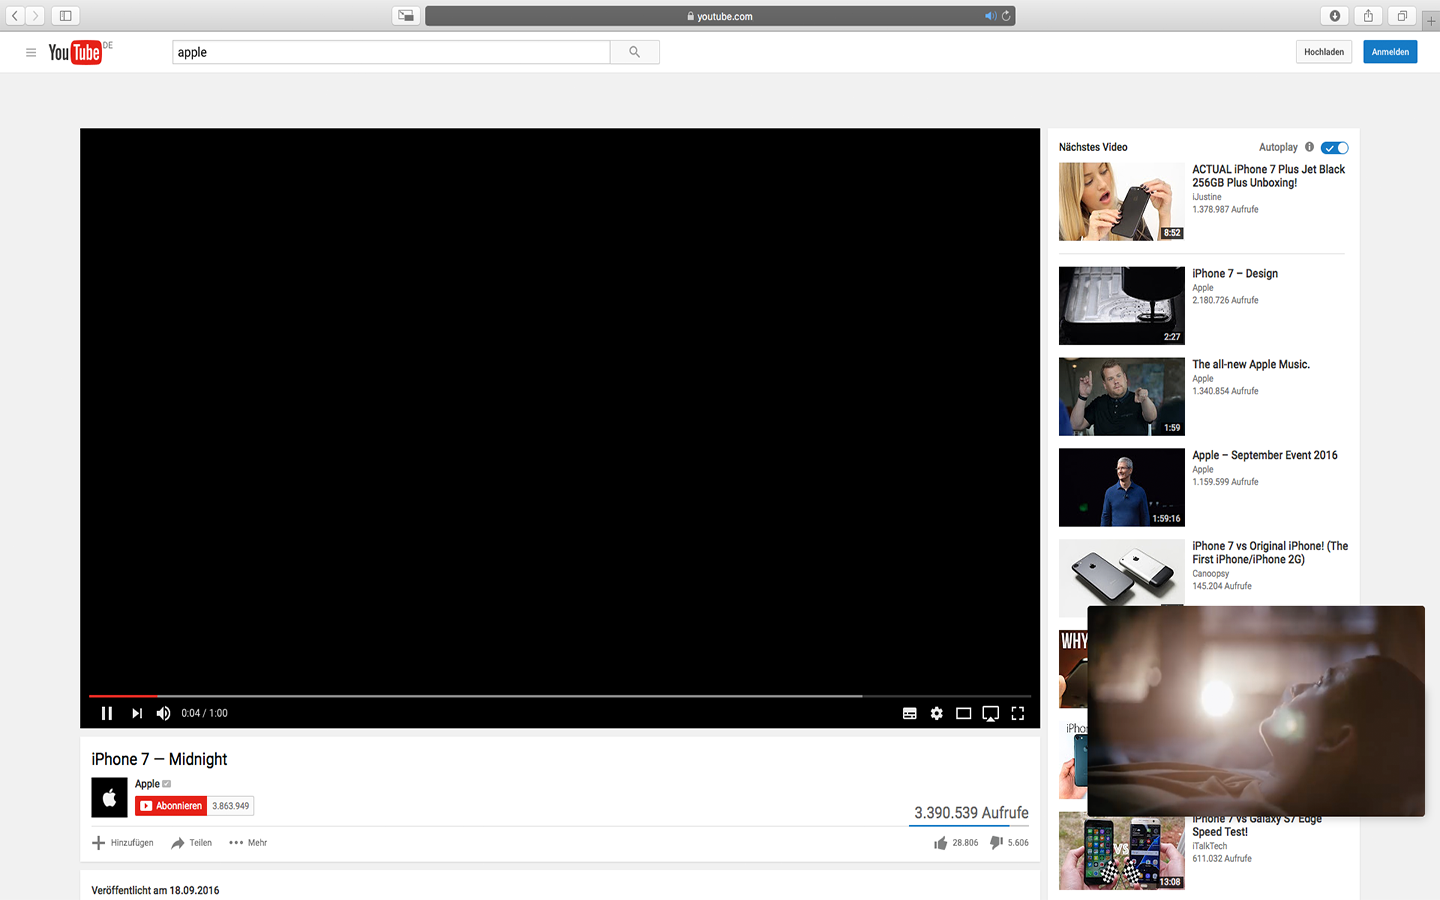 youtube.com
YouTube DE
apple
Hochladen
Anmelden
Nächstes Video
Autoplay
ACTUAL iPhone 7 Plus Jet Black
256GB Plus Unboxing!
iJustine
1.378.987 Aufrufe
8:52
iPhone 7 – Design
Apple
2.180.726 Aufrufe
2:27
The all-new Apple Music.
Apple
1.340.854 Aufrufe
1:59
Apple – September Event 2016
Apple
1.159.599 Aufrufe
1:59:16
iPhone 7 vs Original iPhone! (The
First iPhone/iPhone 2G)
Canoopsy
145.204 Aufrufe
WHY
iPh
iPhone 7 vs Galaxy S7 Edge
Speed Test!
iTalkTech
611.032 Aufrufe
VS
13:08
0:04 / 1:00
iPhone 7 — Midnight
Apple
Abonnieren
3.863.949
3.390.539 Aufrufe
Hinzufügen
Teilen
Mehr
28.806
5.606
Veröffentlicht am 18.09.2016